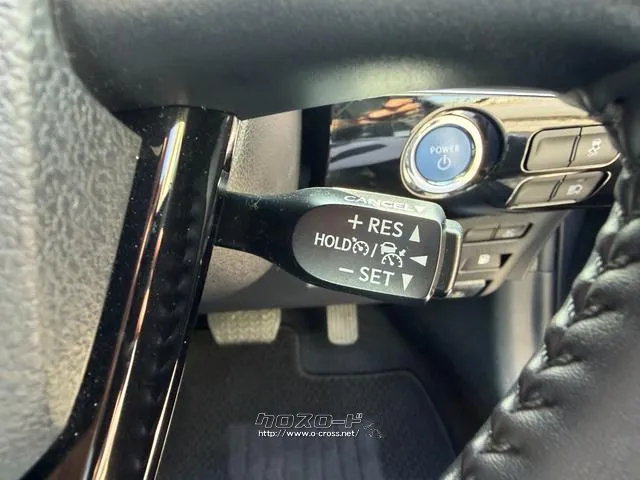 POWER
CANCEL
+ RES ▲
HOLD / ◀
− SET ▼
クロスロード
http://www.o-cross.net/